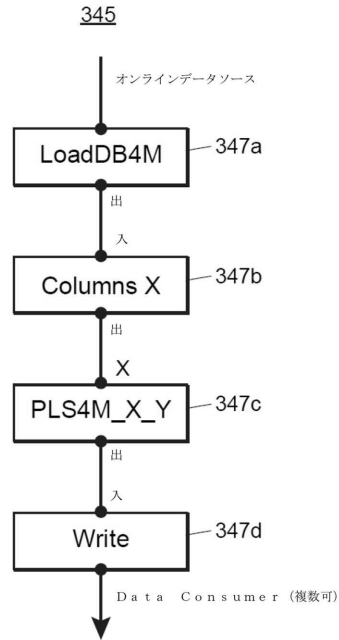 345
オンラインデータソース
LoadDB4M
347a
出
入
Columns X
347b
出
X
PLS4M_X_Y
347c
出
入
Write
347d
Data Consumer(複数可)